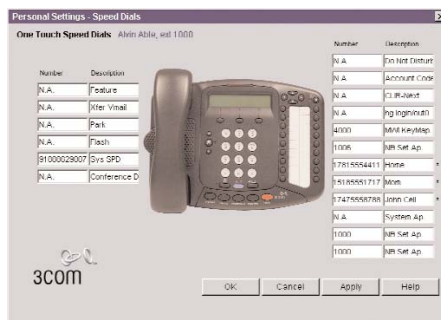 Personal Settings - Speed Dials
One Touch Speed Dials Alvin Able, ext 1000
Number Description
N.A. Feature
N.A. Xfer Vmail
N.A. Park
N.A. Flash
91000029007 Sys SPD
N.A. Conference D
Number Description
N.A. Do Not Disturb
N.A. Account Code
N.A. CLIR-Next
N.A. ng login/out0
4000 MWI KeyMap
1006 NB Set Ap.
17815554411 Home *
15185551717 Mom *
17475558788 John Cell *
N.A. System Ap.
1000 NB Set Ap.
1000 NB Set Ap.
3com
OK Cancel Apply Help